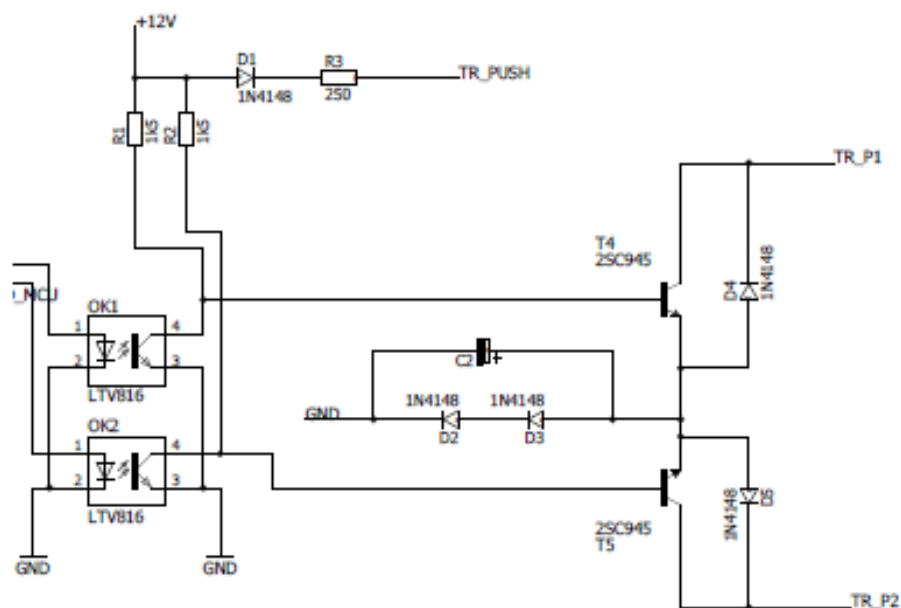 +12V
D1
R3
TR_PUSH
1N4148
250
R1
1k5
R2
1k5
TR_P1
T4
2SC945
D4
1N4148
_MCU
OK1
1
4
2
3
LTV816
C2
+
1N4148
1N4148
GND
D2
D3
OK2
1
4
2
3
LTV816
2SC945
T5
1N4148
D5
GND
GND
TR_P2